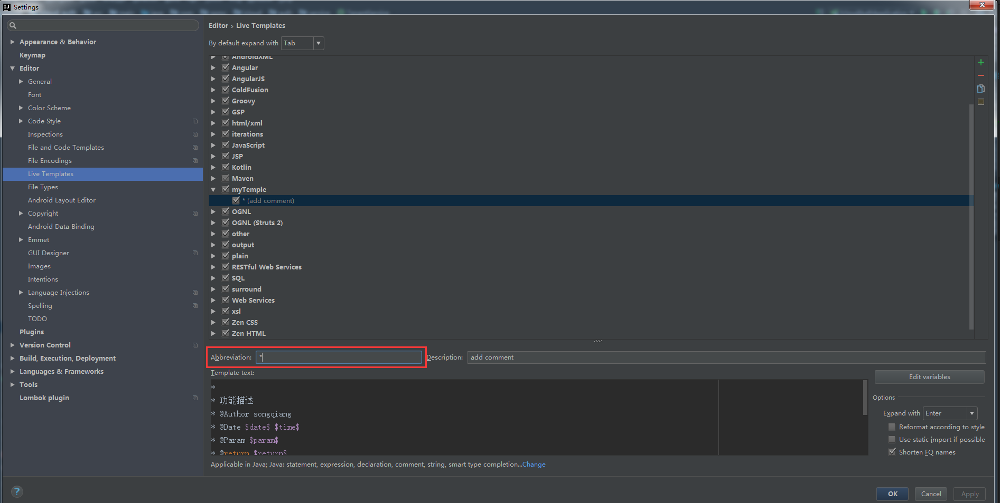 Settings
Appearance & Behavior
Keymap
Editor
General
Font
Color Scheme
Code Style
Inspections
File and Code Templates
File Encodings
Live Templates
File Types
Android Layout Editor
Copyright
Android Data Binding
Emmet
GUI Designer
Images
Intentions
Language Injections
Spelling
TODO
Plugins
Version Control
Build, Execution, Deployment
Languages & Frameworks
Tools
Lombok plugin
Editor › Live Templates
By default expand with Tab
AndroidXML
Angular
AngularJS
ColdFusion
Groovy
GSP
html/xml
iterations
JavaScript
JSP
Kotlin
Maven
myTemple
* (add comment)
OGNL
OGNL (Struts 2)
other
output
plain
RESTful Web Services
SQL
surround
Web Services
xsl
Zen CSS
Zen HTML
Abbreviation: * Description: add comment
Template text:
*
* 功能描述
* @Author songqiang
* @Date $date$ $time$
* @Param $param$
* @return $return$
Edit variables
Options
Expand with Enter
Reformat according to style
Use static import if possible
Shorten FQ names
Applicable in Java; Java: statement, expression, declaration, comment, string, smart type completion...Change
? OK Cancel Apply